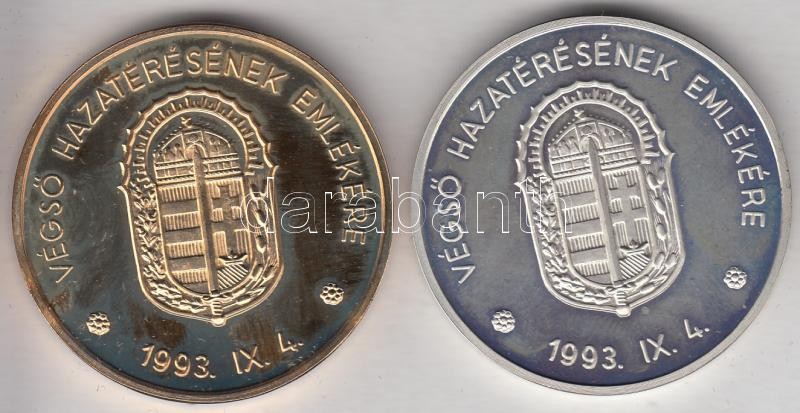 VÉGSŐ HAZATÉRÉSÉNEK EMLÉKÉRE
1993. IX. 4.
VÉGSŐ HAZATÉRÉSÉNEK EMLÉKÉRE
1993. IX. 4.
darabanth